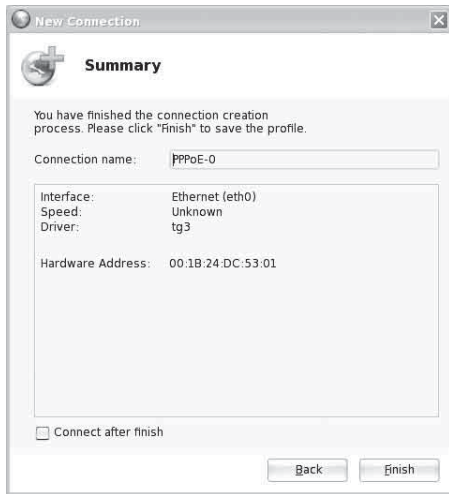 New Connection
Summary
You have finished the connection creation
process. Please click "Finish" to save the profile.
Connection name: PPPoE-0
Interface: Ethernet (eth0)
Speed: Unknown
Driver: tg3
Hardware Address: 00:1B:24:DC:53:01
Connect after finish
Back Finish